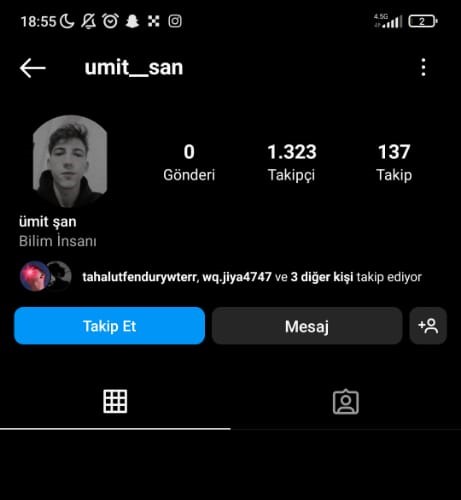 18:55
4.5G
2
umit__san
0
1.323
137
Gönderi
Takipçi
Takip
ümit şan
Bilim İnsanı
tahalutfendurywterr, wq.jiya4747 ve 3 diğer kişi takip ediyor
Takip Et
Mesaj